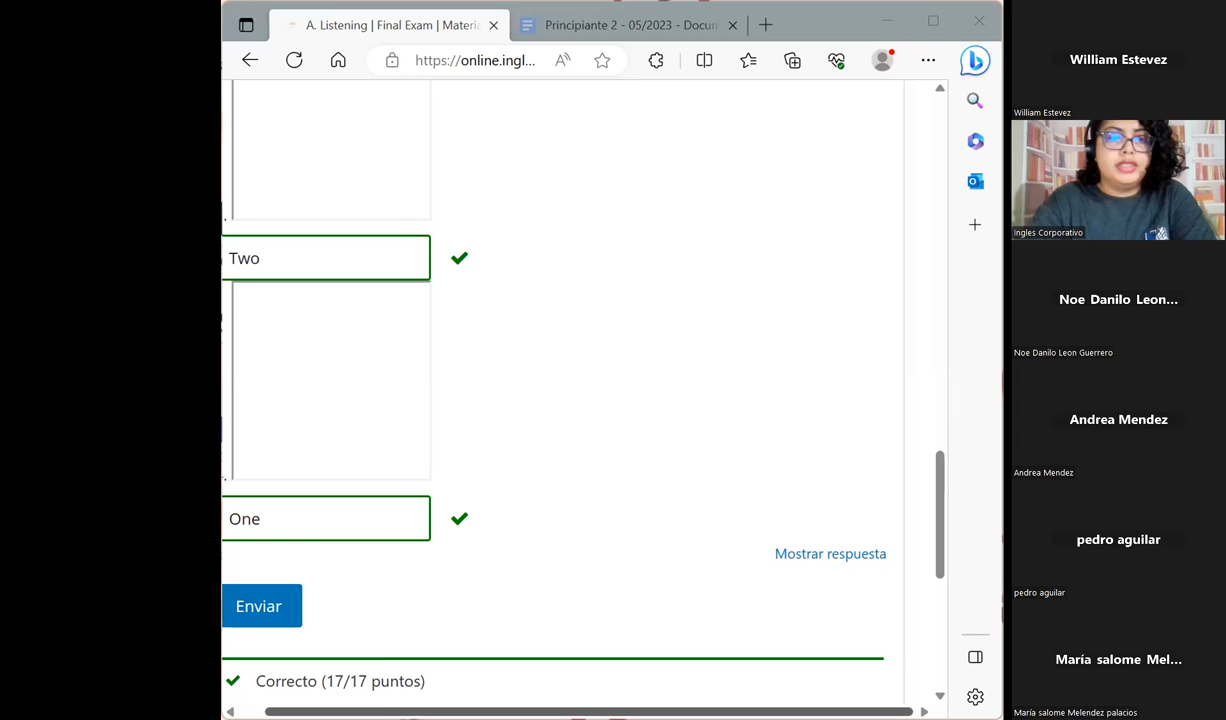 A. Listening | Final Exam | Materi
Principiante 2 - 05/2023 - Docum
https://online.ingl...
Two
One
Mostrar respuesta
Enviar
Correcto (17/17 puntos)
William Estevez
William Estevez
Ingles Corporativo
Noe Danilo Leon...
Noe Danilo Leon Guerrero
Andrea Mendez
Andrea Mendez
pedro aguilar
pedro aguilar
María salome Mel...
María salome Melendez palacios